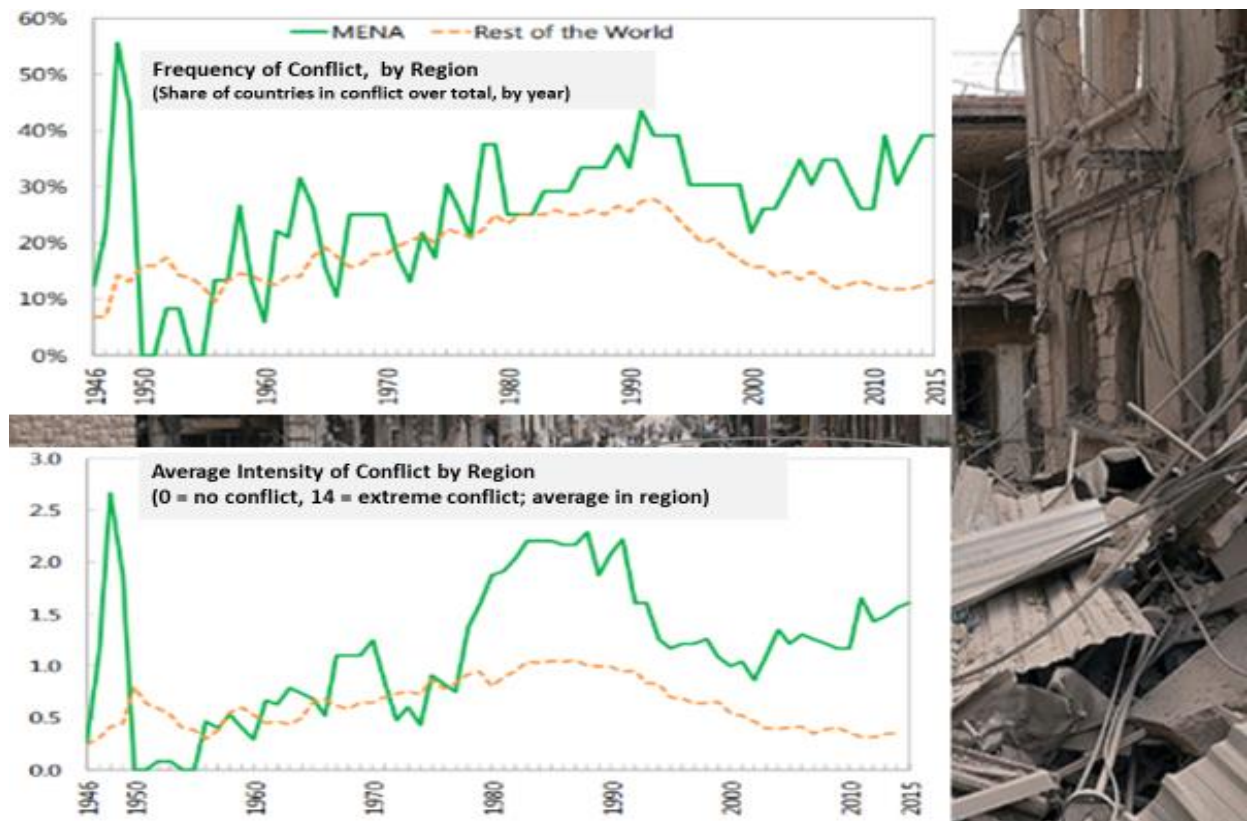 60%
MENA Rest of the World
Frequency of Conflict, by Region
(Share of countries in conflict over total, by year)
50%
40%
30%
20%
10%
0%
1946 1950 1960 1970 1980 1990 2000 2010 2015
3.0
Average Intensity of Conflict by Region
(0 = no conflict, 14 = extreme conflict; average in region)
2.5
2.0
1.5
1.0
0.5
0.0
1946 1950 1960 1970 1980 1990 2000 2010 2015